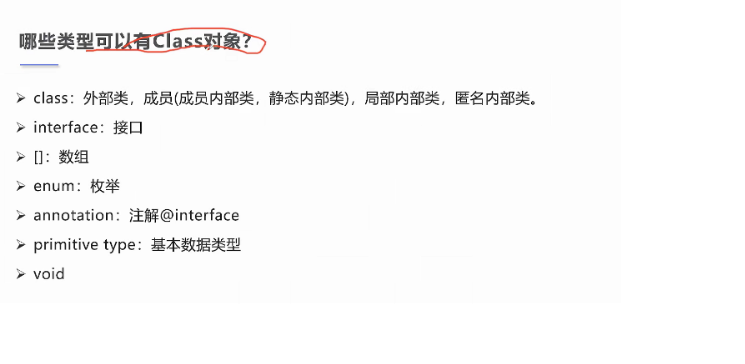 哪些类型可以有Class对象？
class：外部类，成员(成员内部类，静态内部类)，局部内部类，匿名内部类。
interface：接口
[]：数组
enum：枚举
annotation：注解@interface
primitive type：基本数据类型
void